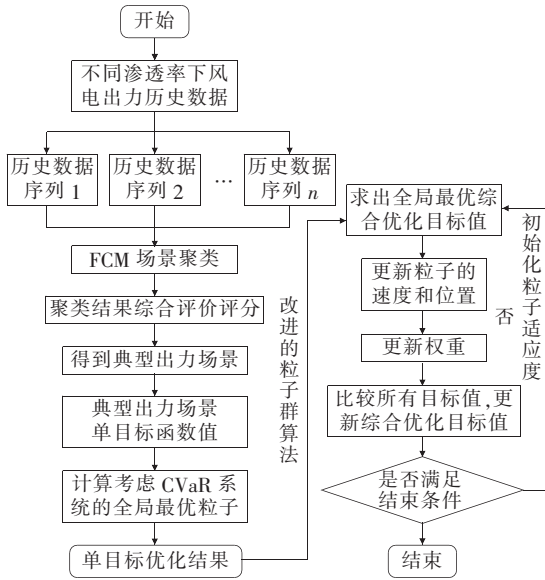 开始
不同渗透率下风
电出力历史数据
历史数据
序列 1
历史数据
序列 2
…
历史数据
序列 n
FCM 场景聚类
聚类结果综合评价评分
得到典型出力场景
典型出力场景
单目标函数值
计算考虑 CVaR 系
统的全局最优粒子
单目标优化结果
改进的粒子群算法
求出全局最优综
合优化目标值
更新粒子的
速度和位置
更新权重
比较所有目标值,更
新综合优化目标值
是否满足
结束条件
结束
否
初始化粒子适应度